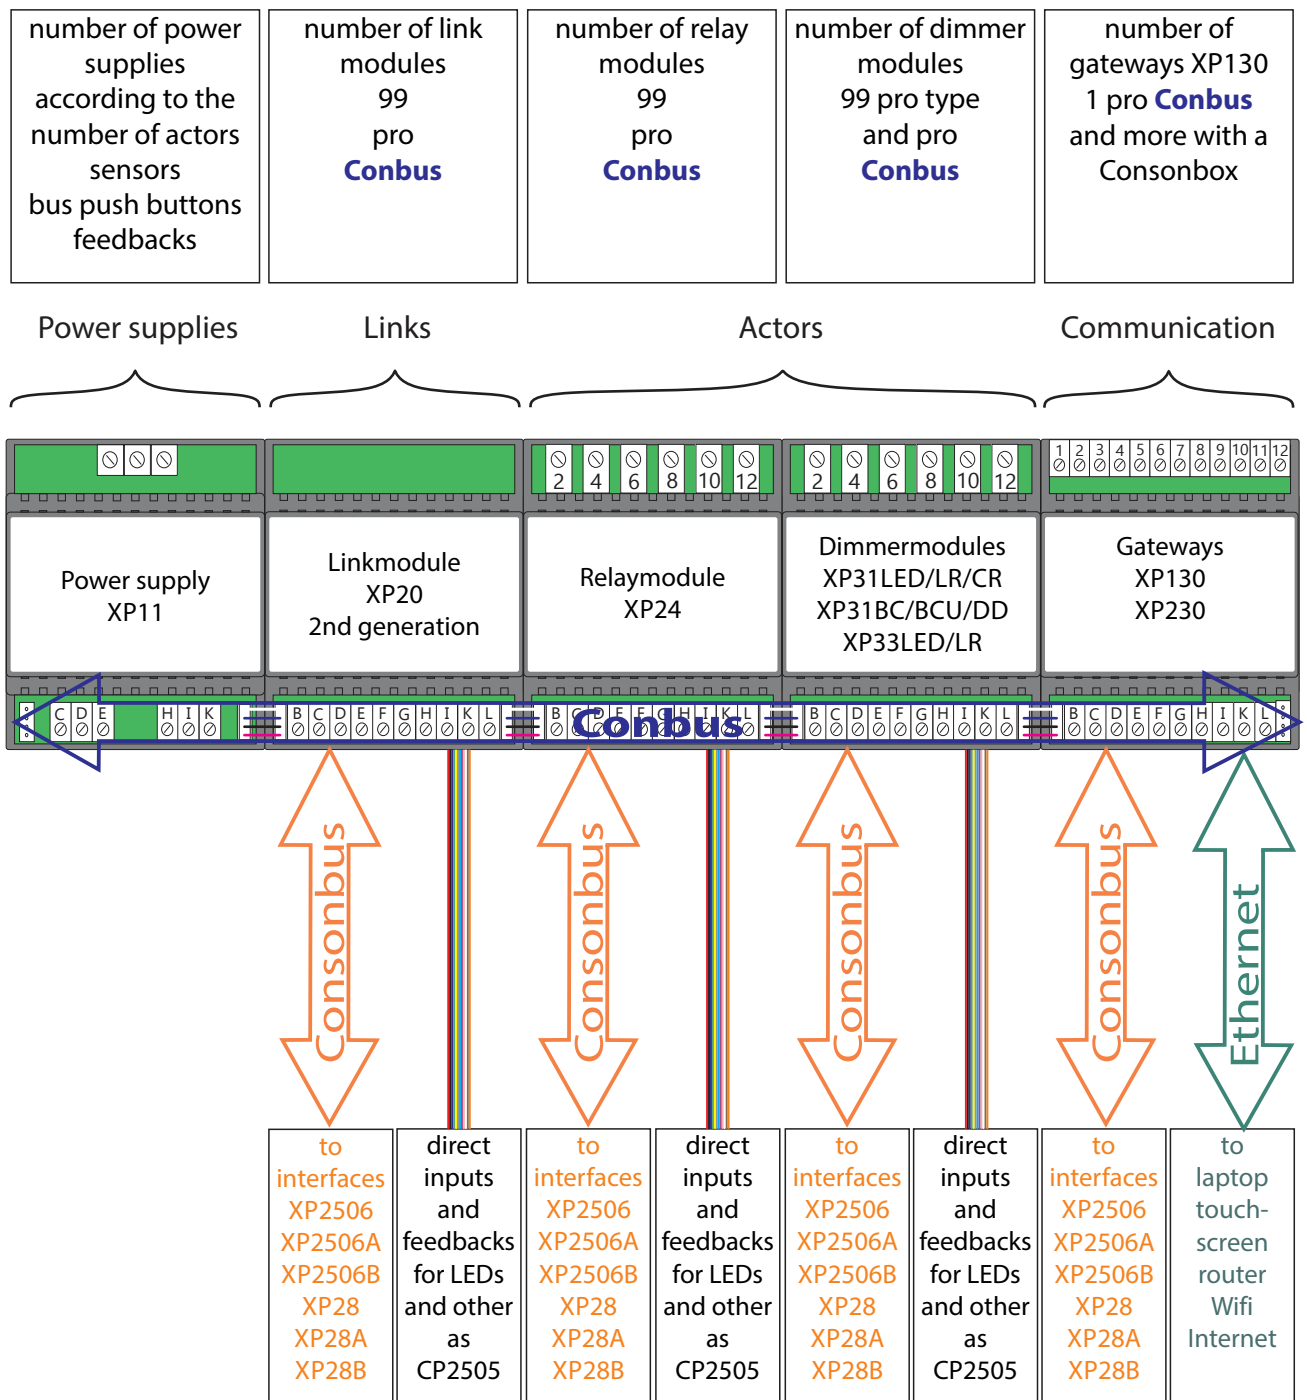 number of power
supplies
according to the
number of actors
sensors
bus push buttons
feedbacks
number of link
modules
99
pro
Conbus
number of relay
modules
99
pro
Conbus
number of dimmer
modules
99 pro type
and pro
Conbus
number of
gateways XP130
1 pro Conbus
and more with a
Consonbox
Power supplies
Links
Actors
Communication
2 4 6 8 10 12
2 4 6 8 10 12
1 2 3 4 5 6 7 8 9 10 11 12
Power supply
XP11
Linkmodule
XP20
2nd generation
Relaymodule
XP24
Dimmermodules
XP31LED/LR/CR
XP31BC/BCU/DD
XP33LED/LR
Gateways
XP130
XP230
C D E H I K
B C D E F G H I K L
B C D E F G H I K L
B C D E F G H I K L
B C D E F G H I K L
Conbus
Consonbus
Consonbus
Consonbus
Consonbus
Ethernet
to
interfaces
XP2506
XP2506A
XP2506B
XP28
XP28A
XP28B
direct
inputs
and
feedbacks
for LEDs
and other
as
CP2505
to
interfaces
XP2506
XP2506A
XP2506B
XP28
XP28A
XP28B
direct
inputs
and
feedbacks
for LEDs
and other
as
CP2505
to
interfaces
XP2506
XP2506A
XP2506B
XP28
XP28A
XP28B
direct
inputs
and
feedbacks
for LEDs
and other
as
CP2505
to
interfaces
XP2506
XP2506A
XP2506B
XP28
XP28A
XP28B
to
laptop
touch-
screen
router
Wifi
Internet